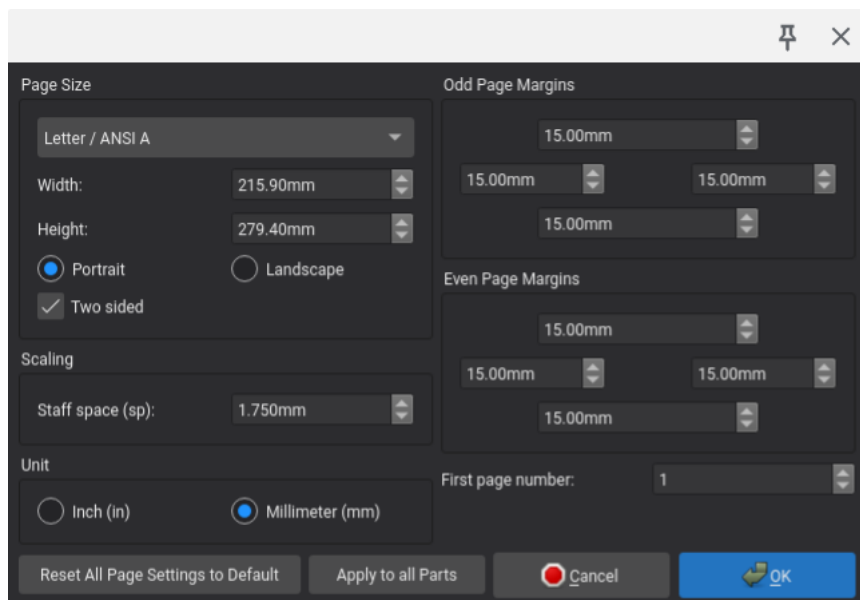 Page Size
Letter / ANSI A
Width: 215.90mm
Height: 279.40mm
Portrait Landscape
Two sided
Scaling
Staff space (sp): 1.750mm
Unit
Inch (in) Millimeter (mm)
Odd Page Margins
15.00mm
15.00mm 15.00mm
15.00mm
Even Page Margins
15.00mm
15.00mm 15.00mm
15.00mm
First page number: 1
Reset All Page Settings to Default Apply to all Parts Cancel OK